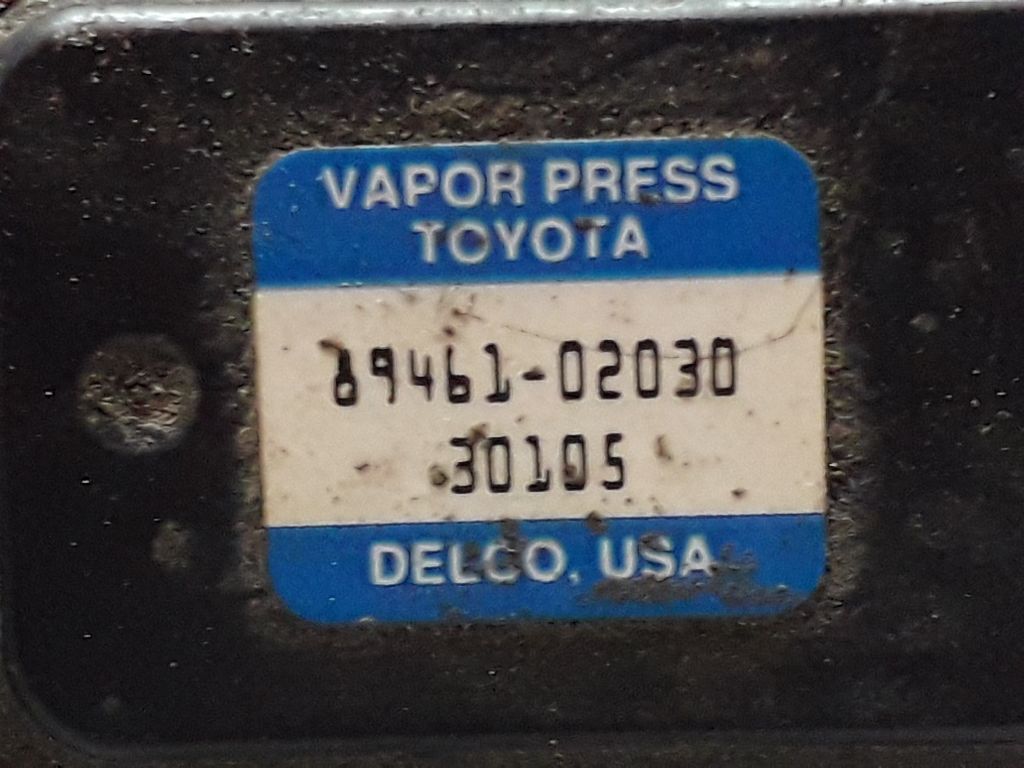 VAPOR PRESS
TOYOTA
89461-02030
30105
DELCO, USA